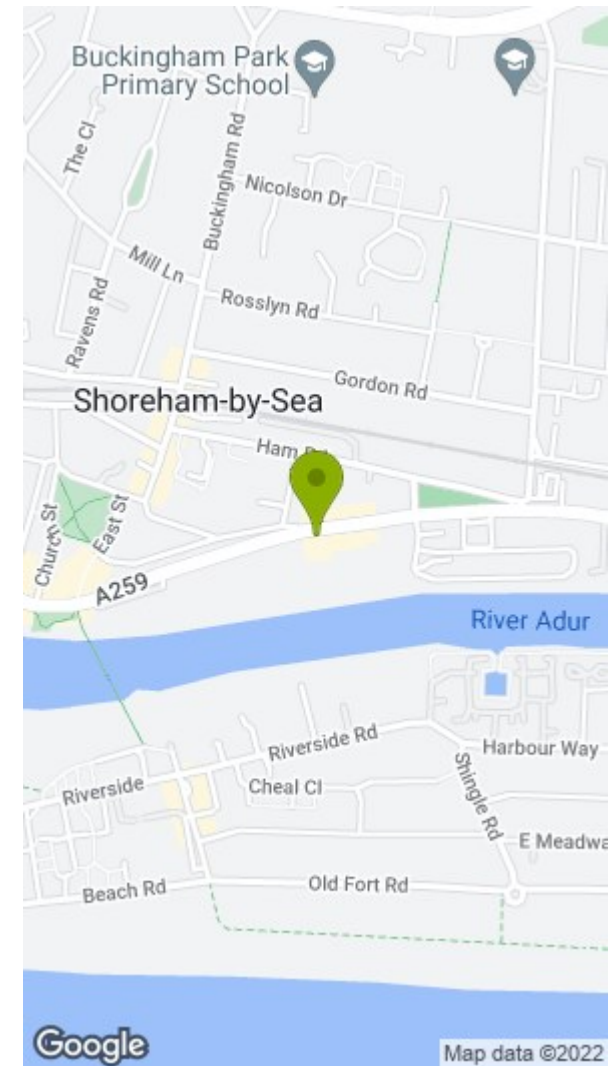 Buckingham Park
Primary School
The Cl
Buckingham Rd
Nicolson Dr
Mill Ln
Ravens Rd
Rosslyn Rd
Gordon Rd
Shoreham-by-Sea
Ham
Church St
East St
A259
River Adur
Riverside Rd
Harbour Way
Riverside
Cheal Cl
Shingle Rd
E Meadwa
Beach Rd
Old Fort Rd
Google
Map data ©2022